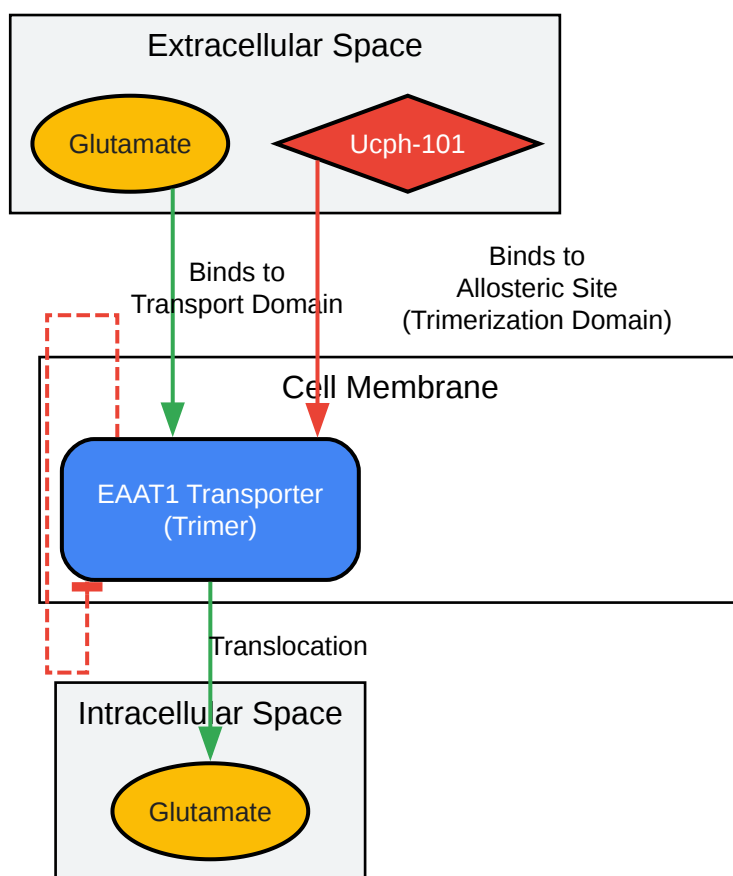 Extracellular Space
Glutamate
Ucph-101
Binds to
Transport Domain
Binds to
Allosteric Site
(Trimerization Domain)
Cell Membrane
EAAT1 Transporter
(Trimer)
Translocation
Intracellular Space
Glutamate